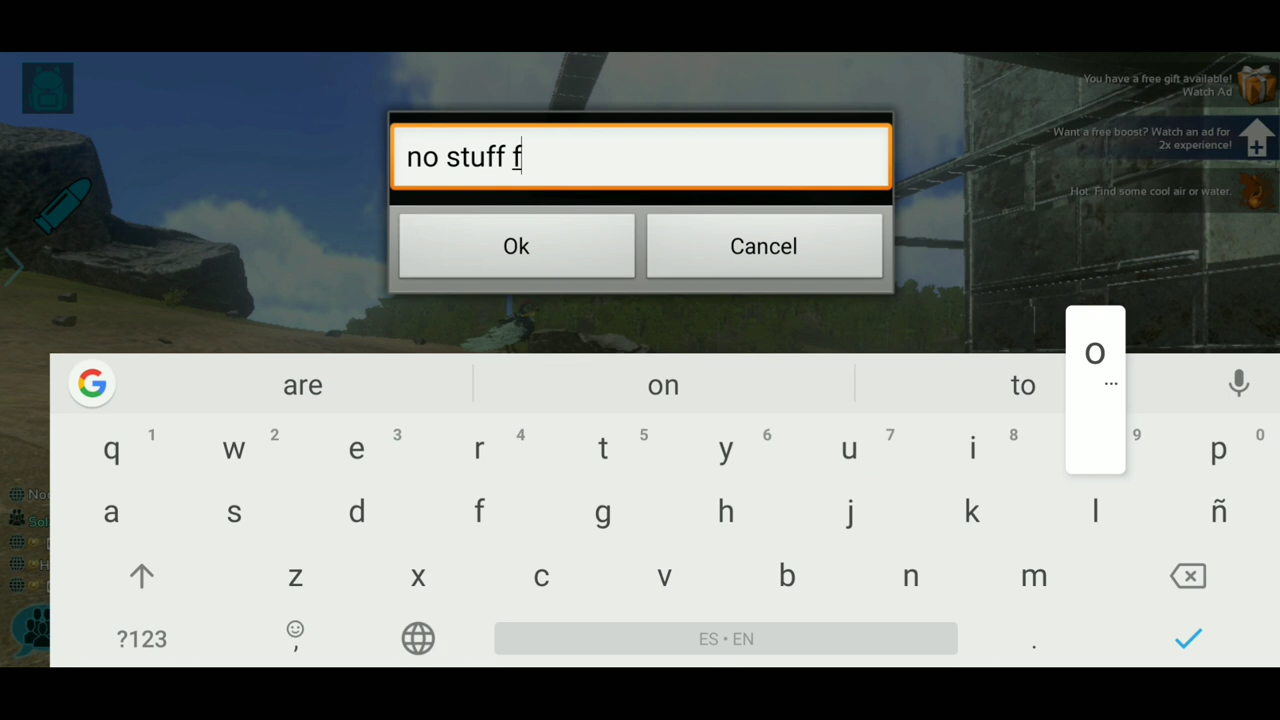 You have a free gift available!
Watch Ad
Want a free boost? Watch an ad for
2x experience!
Hot. Find some cool air or water.
no stuff f
Ok Cancel
G are on to
q 1 w 2 e 3 r 4 t 5 y 6 u 7 i 8 o ... 9 p 0
a s d f g h j k l ñ
z x c v b n m
?123 , ES • EN .